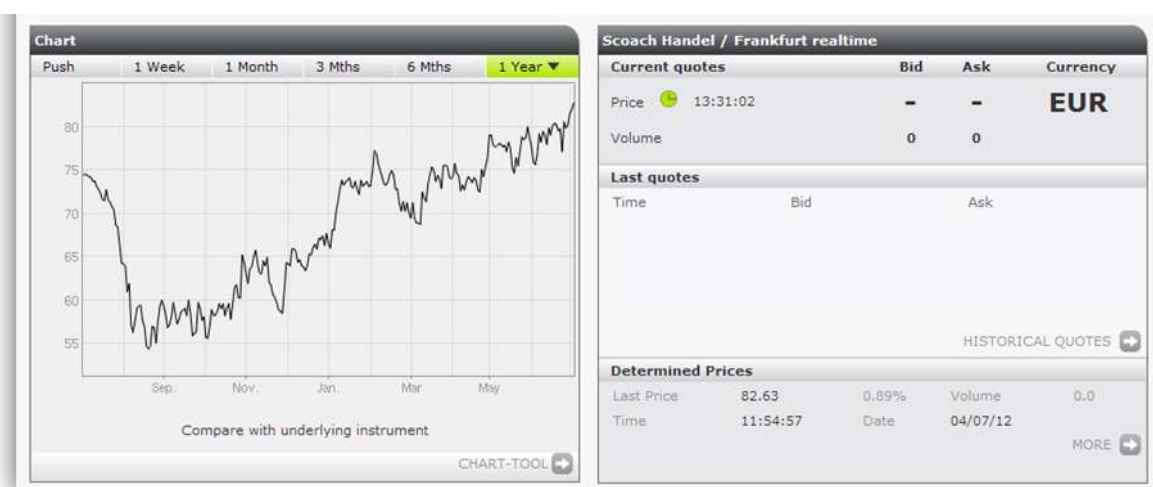 Chart
Push 1 Week 1 Month 3 Mths 6 Mths 1 Year ▼
80
75
70
65
60
55
Sep. Nov. Jan. Mar May
Compare with underlying instrument
CHART-TOOL
Scoach Handel / Frankfurt realtime
Current quotes Bid Ask Currency
Price 13:31:02 - - EUR
Volume 0 0
Last quotes
Time Bid Ask
HISTORICAL QUOTES
Determined Prices
Last Price 82.63 0.89% Volume 0.0
Time 11:54:57 Date 04/07/12
MORE